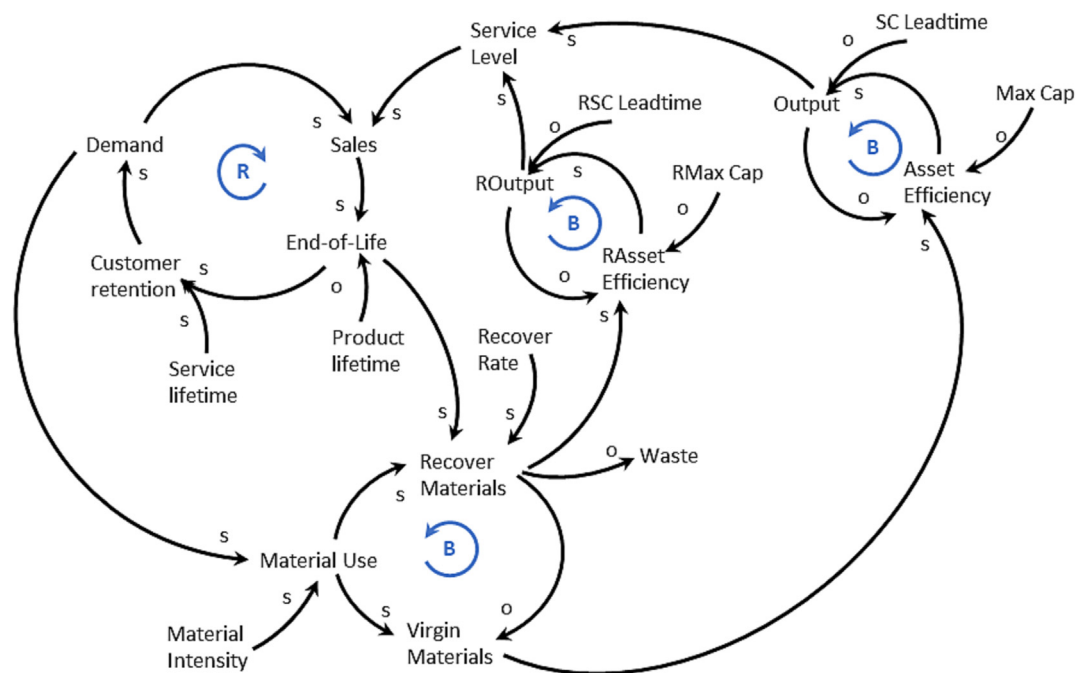 SC Leadtime
Service
Level
o
s
Output
s
Max Cap
RSC Leadtime
s
s
o
o
Demand
s
s
Sales
B
Asset
Efficiency
R
ROutput
s
RMax Cap
o
s
s
B
o
s
End-of-Life
RAsset
Efficiency
Customer
retention
s
o
o
s
s
Product
lifetime
Recover
Rate
Service
lifetime
s
s
o
Waste
Recover
Materials
s
s
B
Material Use
s
s
o
Material
Intensity
Virgin
Materials